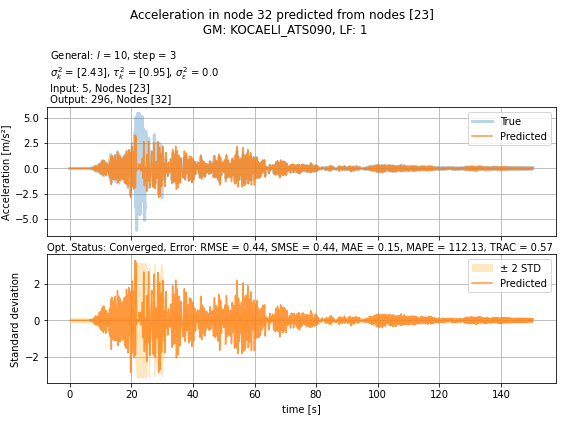 Acceleration in node 32 predicted from nodes [23]
GM: KOCAELI_ATS090, LF: 1
General: l = 10, step = 3
σ²ₖ = [2.43], τ²ₖ = [0.95], σ²ε = 0.0
Input: 5, Nodes [23]
Output: 296, Nodes [32]
Acceleration [m/s²]
5.0
2.5
0.0
−2.5
−5.0
True
Predicted
Opt. Status: Converged, Error: RMSE = 0.44, SMSE = 0.44, MAE = 0.15, MAPE = 112.13, TRAC = 0.57
Standard deviation
2
0
−2
± 2 STD
Predicted
0 20 40 60 80 100 120 140
time [s]